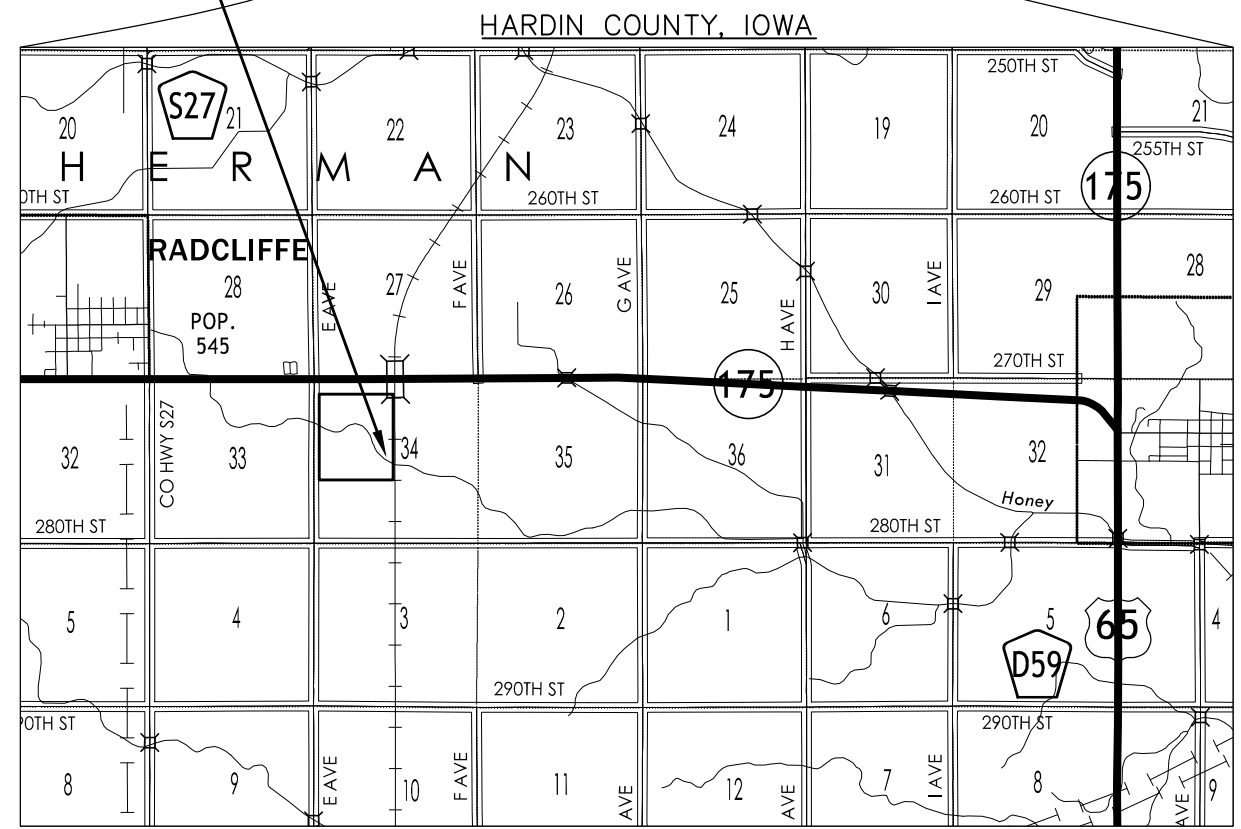 HARDIN COUNTY, IOWA
250TH ST
S27
20
21
22
23
24
19
20
21
HERMAN
255TH ST
0TH ST
260TH ST
260TH ST
175
RADCLIFFE
28
27
26
25
30
29
28
E AVE
F AVE
G AVE
H AVE
I AVE
POP.
545
270TH ST
175
CO HWY S27
32
33
34
35
36
31
32
Honey
280TH ST
280TH ST
5
4
3
2
1
6
5
65
4
D59
290TH ST
90TH ST
290TH ST
8
9
E AVE
10
F AVE
11
AVE
12
AVE
7
I AVE
8
AVE
9